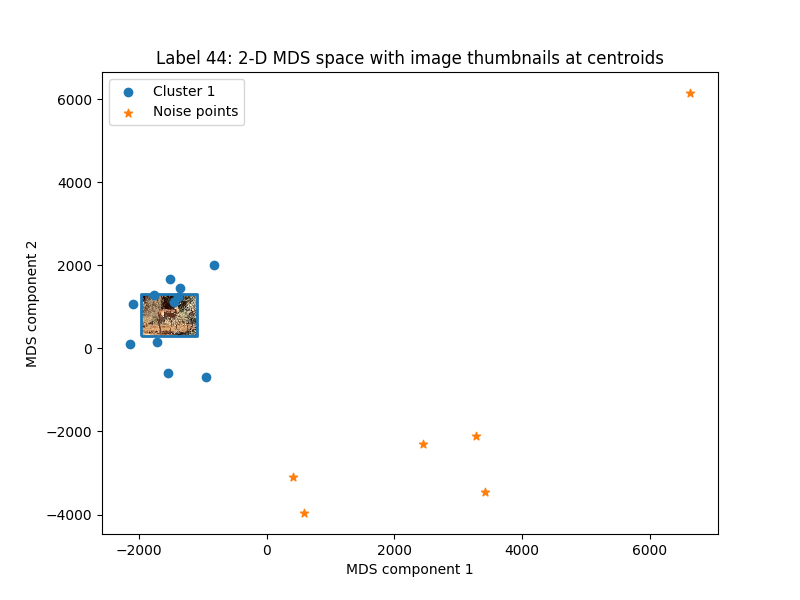 Label 44: 2-D MDS space with image thumbnails at centroids
Cluster 1
Noise points
6000
4000
2000
0
−2000
−4000
MDS component 2
−2000
0
2000
4000
6000
MDS component 1